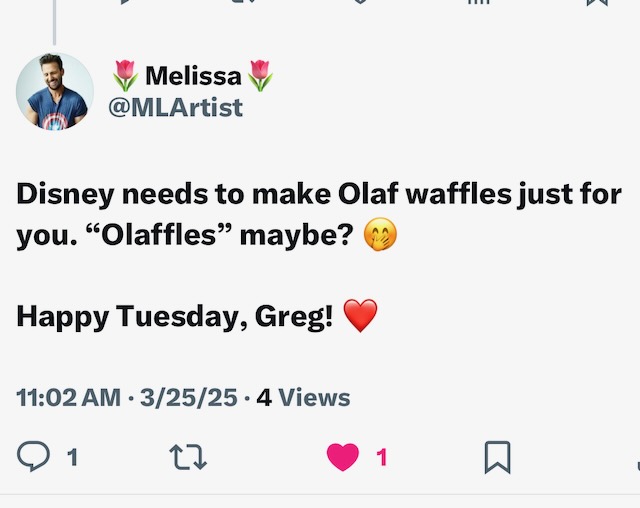 Melissa
@MLArtist
Disney needs to make Olaf waffles just for
you. “Olaffles” maybe? 🤭
Happy Tuesday, Greg! ❤️
11:02 AM · 3/25/25 · 4 Views
1 1